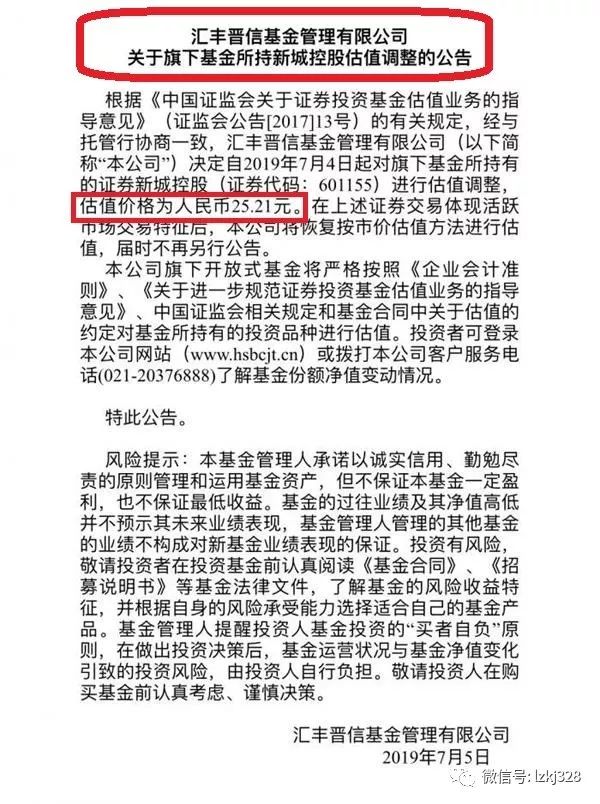 汇丰晋信基金管理有限公司
关于旗下基金所持新城控股估值调整的公告
根据《中国证监会关于证券投资基金估值业务的指
导意见》（证监会公告[2017]13号）的有关规定，经与
托管行协商一致，汇丰晋信基金管理有限公司（以下简
称“本公司”）决定自2019年7月4日起对旗下基金所持有
的证券新城控股（证券代码：601155）进行估值调整，
估值价格为人民币25.21元。在上述证券交易体现活跃
市场交易特征后，本公司将恢复按市价估值方法进行估
值，届时不再另行公告。
本公司旗下开放式基金将严格按照《企业会计准
则》、《关于进一步规范证券投资基金估值业务的指导
意见》、中国证监会相关规定和基金合同中关于估值的
约定对基金所持有的投资品种进行估值。投资者可登录
本公司网站（www.hsbcjt.cn）或拨打本公司客户服务电
话(021-20376888)了解基金份额净值变动情况。
特此公告。
风险提示：本基金管理人承诺以诚实信用、勤勉尽
责的原则管理和运用基金资产，但不保证本基金一定盈
利，也不保证最低收益。基金的过往业绩及其净值高低
并不预示其未来业绩表现，基金管理人管理的其他基金
的业绩不构成对新基金业绩表现的保证。投资有风险，
敬请投资者在投资基金前认真阅读《基金合同》、《招
募说明书》等基金法律文件，了解基金的风险收益特
征，并根据自身的风险承受能力选择适合自己的基金产
品。基金管理人提醒投资人基金投资的“买者自负”原
则，在做出投资决策后，基金运营状况与基金净值变化
引致的投资风险，由投资人自行负担。敬请投资人在购
买基金前认真考虑、谨慎决策。
汇丰晋信基金管理有限公司
2019年7月5日
微信号: lzkj328